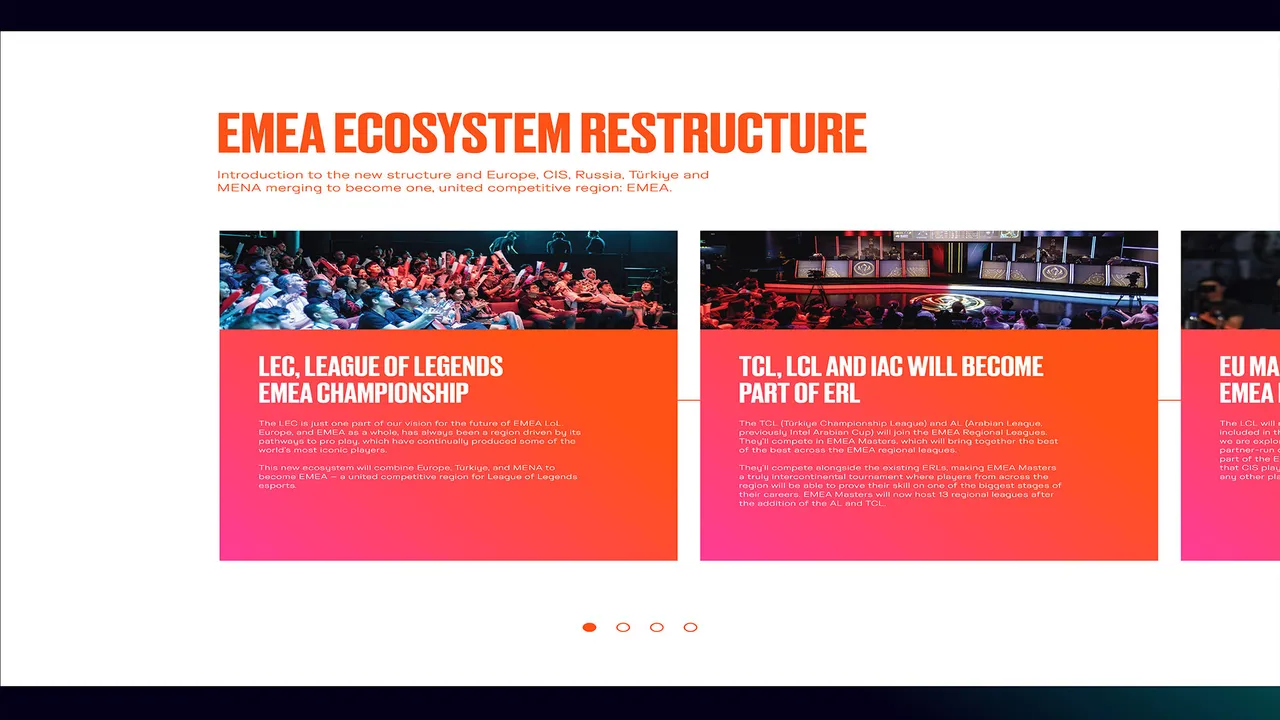 EMEA ECOSYSTEM RESTRUCTURE
Introduction to the new structure and Europe, CIS, Russia, Türkiye and
MENA merging to become one, united competitive region: EMEA.
LEC, LEAGUE OF LEGENDS
EMEA CHAMPIONSHIP
The LEC is just one part of our vision for the future of EMEA LoL.
Europe, and EMEA as a whole, has always been a region driven by its
pathways to pro play, which have continually produced some of the
world's most iconic players.
This new ecosystem will combine Europe, Türkiye, and MENA to
become EMEA – a united competitive region for League of Legends
esports.
TCL, LCL AND IAC WILL BECOME
PART OF ERL
The TCL (Türkiye Championship League) and AL (Arabian League,
previously Intel Arabian Cup) will join the EMEA Regional Leagues.
They'll compete in EMEA Masters, which will bring together the best
of the best across the EMEA regional leagues.
They'll compete alongside the existing ERLs, making EMEA Masters
a truly intercontinental tournament where players from across the
region will be able to prove their skill on one of the biggest stages of
their careers. EMEA Masters will now host 13 regional leagues after
the addition of the AL and TCL.
EU MA
EMEA
The LCL will
included in th
we are explo
partner-run
part of the E
that CIS play
any other pla